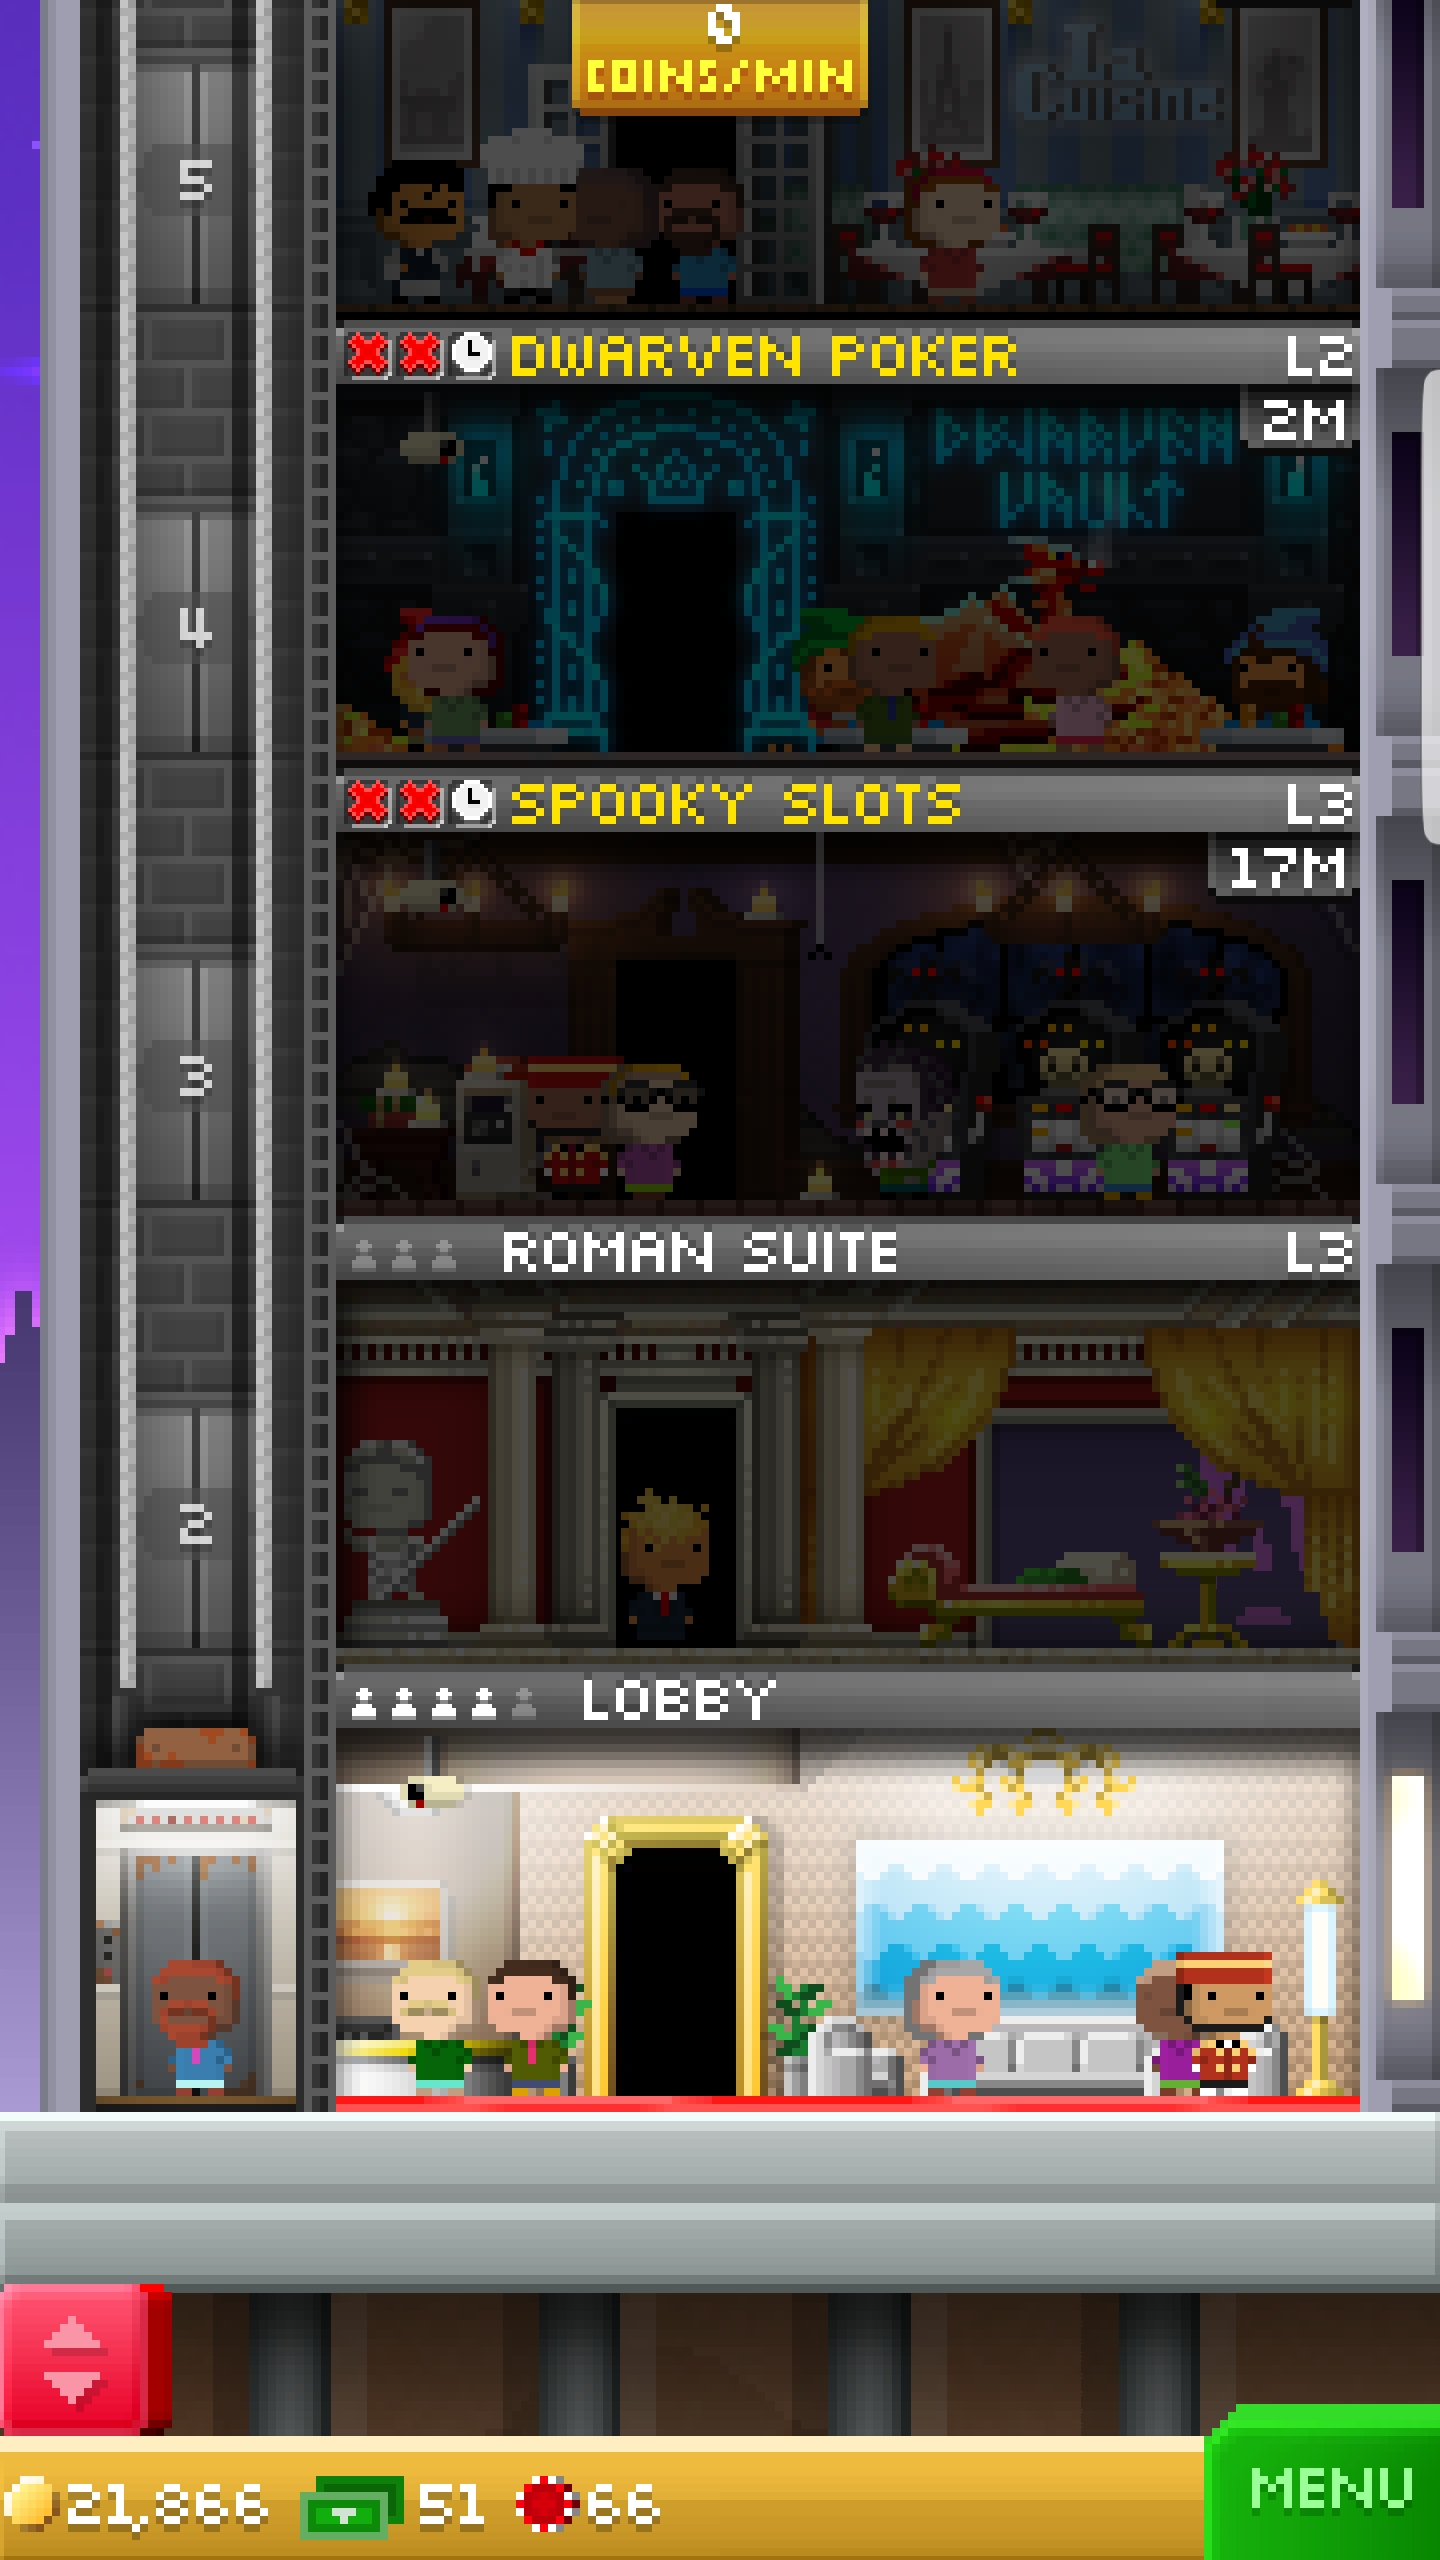 0
COINS/MIN
La
Cuisine
5
DWARVEN POKER L2
2M
DWARVEN
VAULT
4
SPOOKY SLOTS L3
17M
3
ROMAN SUITE L3
2
LOBBY
21,866 51 66
MENU